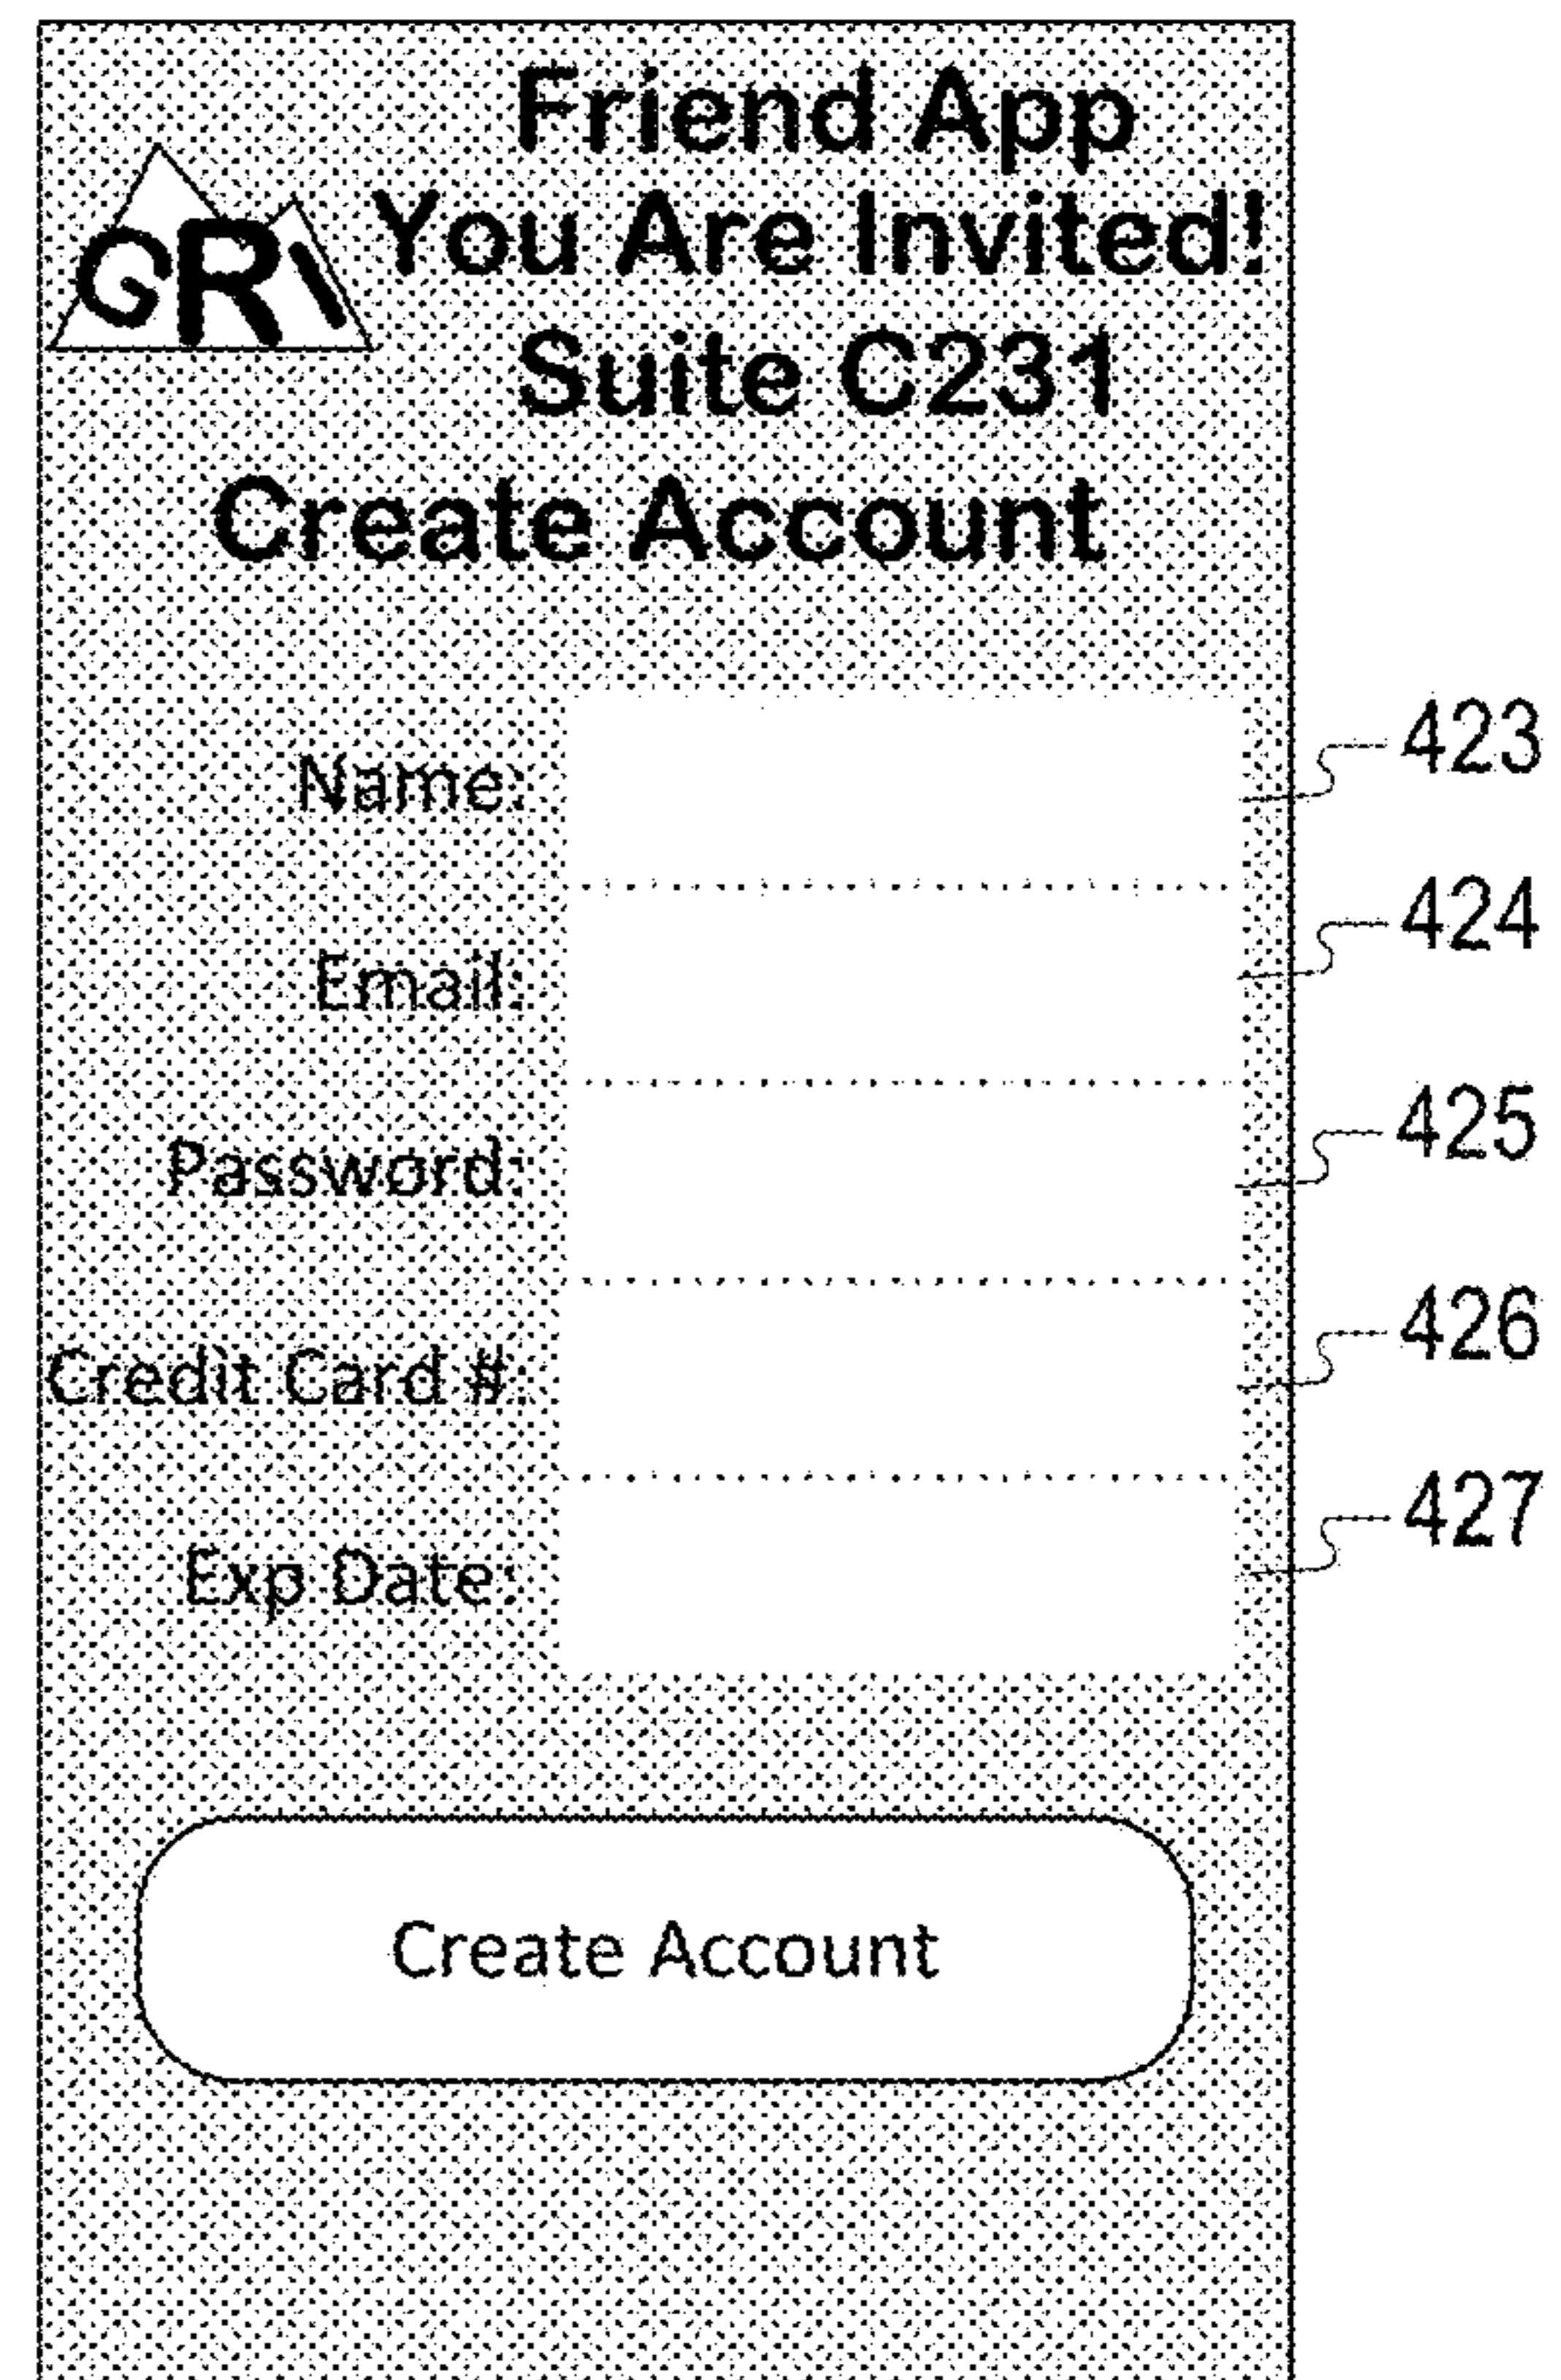 Friend App
GRI
You Are Invited!
Suite C231
Create Account
Name: 423
Email: 424
Password: 425
Credit Card #: 426
Exp Date: 427
Create Account